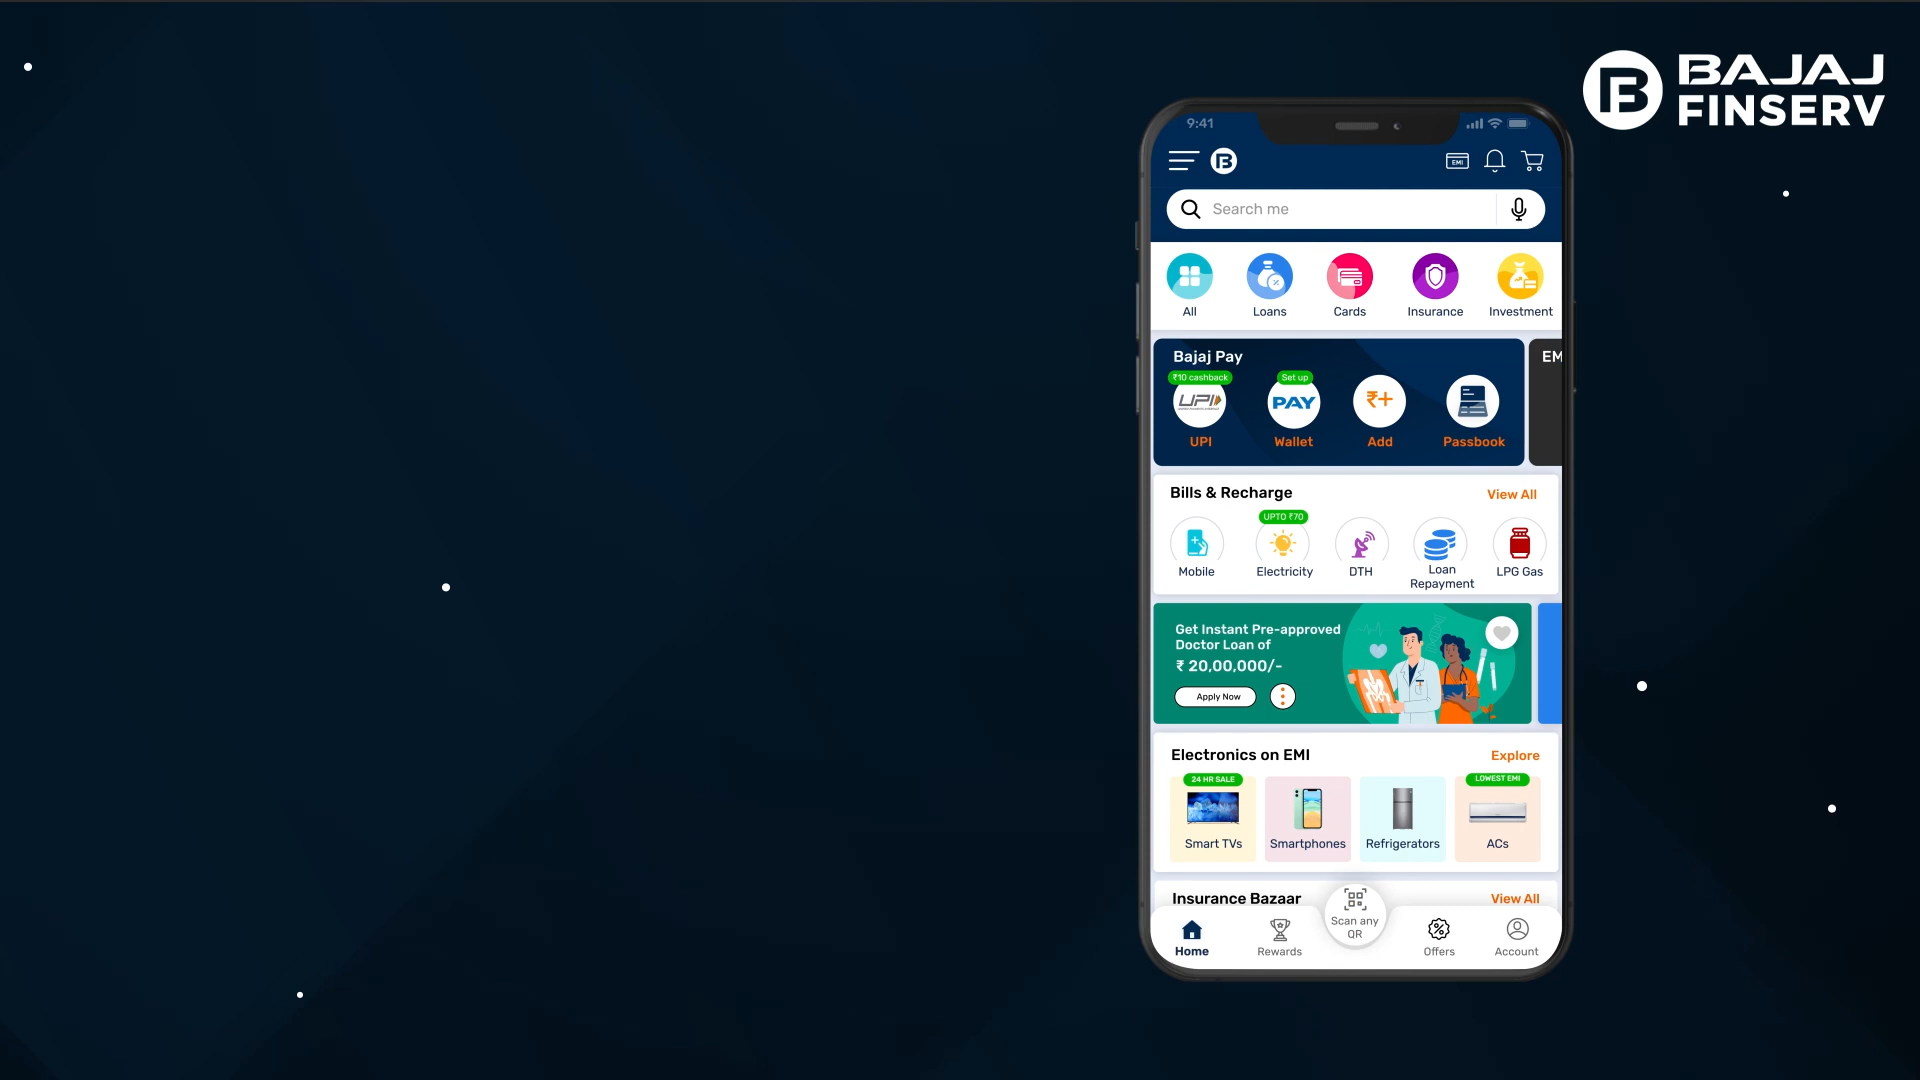 BAJAJ
FINSERV
9:41
EMI
Search me
All
Loans
Cards
Insurance
Investment
Bajaj Pay
EM
₹10 cashback
Set up
UPI
PAY
₹+
UPI
Wallet
Add
Passbook
Bills & Recharge
View All
UPTO ₹70
Mobile
Electricity
DTH
Loan
Repayment
LPG Gas
Get Instant Pre-approved
Doctor Loan of
₹ 20,00,000/-
Apply Now
Electronics on EMI
Explore
24 HR SALE
LOWEST EMI
Smart TVs
Smartphones
Refrigerators
ACs
Insurance Bazaar
View All
Scan any
QR
Home
Rewards
Offers
Account